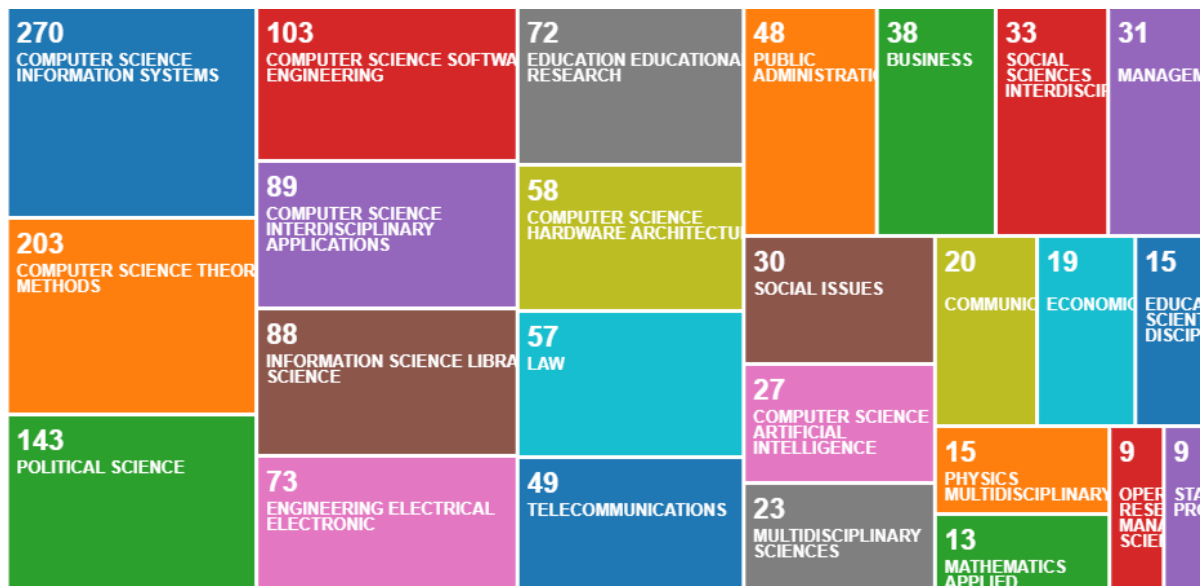 270
COMPUTER SCIENCE
INFORMATION SYSTEMS
203
COMPUTER SCIENCE THEOR
METHODS
143
POLITICAL SCIENCE
103
COMPUTER SCIENCE SOFTWA
ENGINEERING
89
COMPUTER SCIENCE
INTERDISCIPLINARY
APPLICATIONS
88
INFORMATION SCIENCE LIBRA
SCIENCE
73
ENGINEERING ELECTRICAL
ELECTRONIC
72
EDUCATION EDUCATIONA
RESEARCH
58
COMPUTER SCIENCE
HARDWARE ARCHITECTU
57
LAW
49
TELECOMMUNICATIONS
48
PUBLIC
ADMINISTRATI
38
BUSINESS
33
SOCIAL
SCIENCES
INTERDISCIP
31
MANAGEM
30
SOCIAL ISSUES
27
COMPUTER SCIENCE
ARTIFICIAL
INTELLIGENCE
23
MULTIDISCIPLINARY
SCIENCES
20
COMMUNIC
19
ECONOMIC
15
EDUCA
SCIENT
DISCIP
15
PHYSICS
MULTIDISCIPLINARY
13
MATHEMATICS
APPLIED
9
OPER
RESE
MANA
SCIE
9
STA
PRO